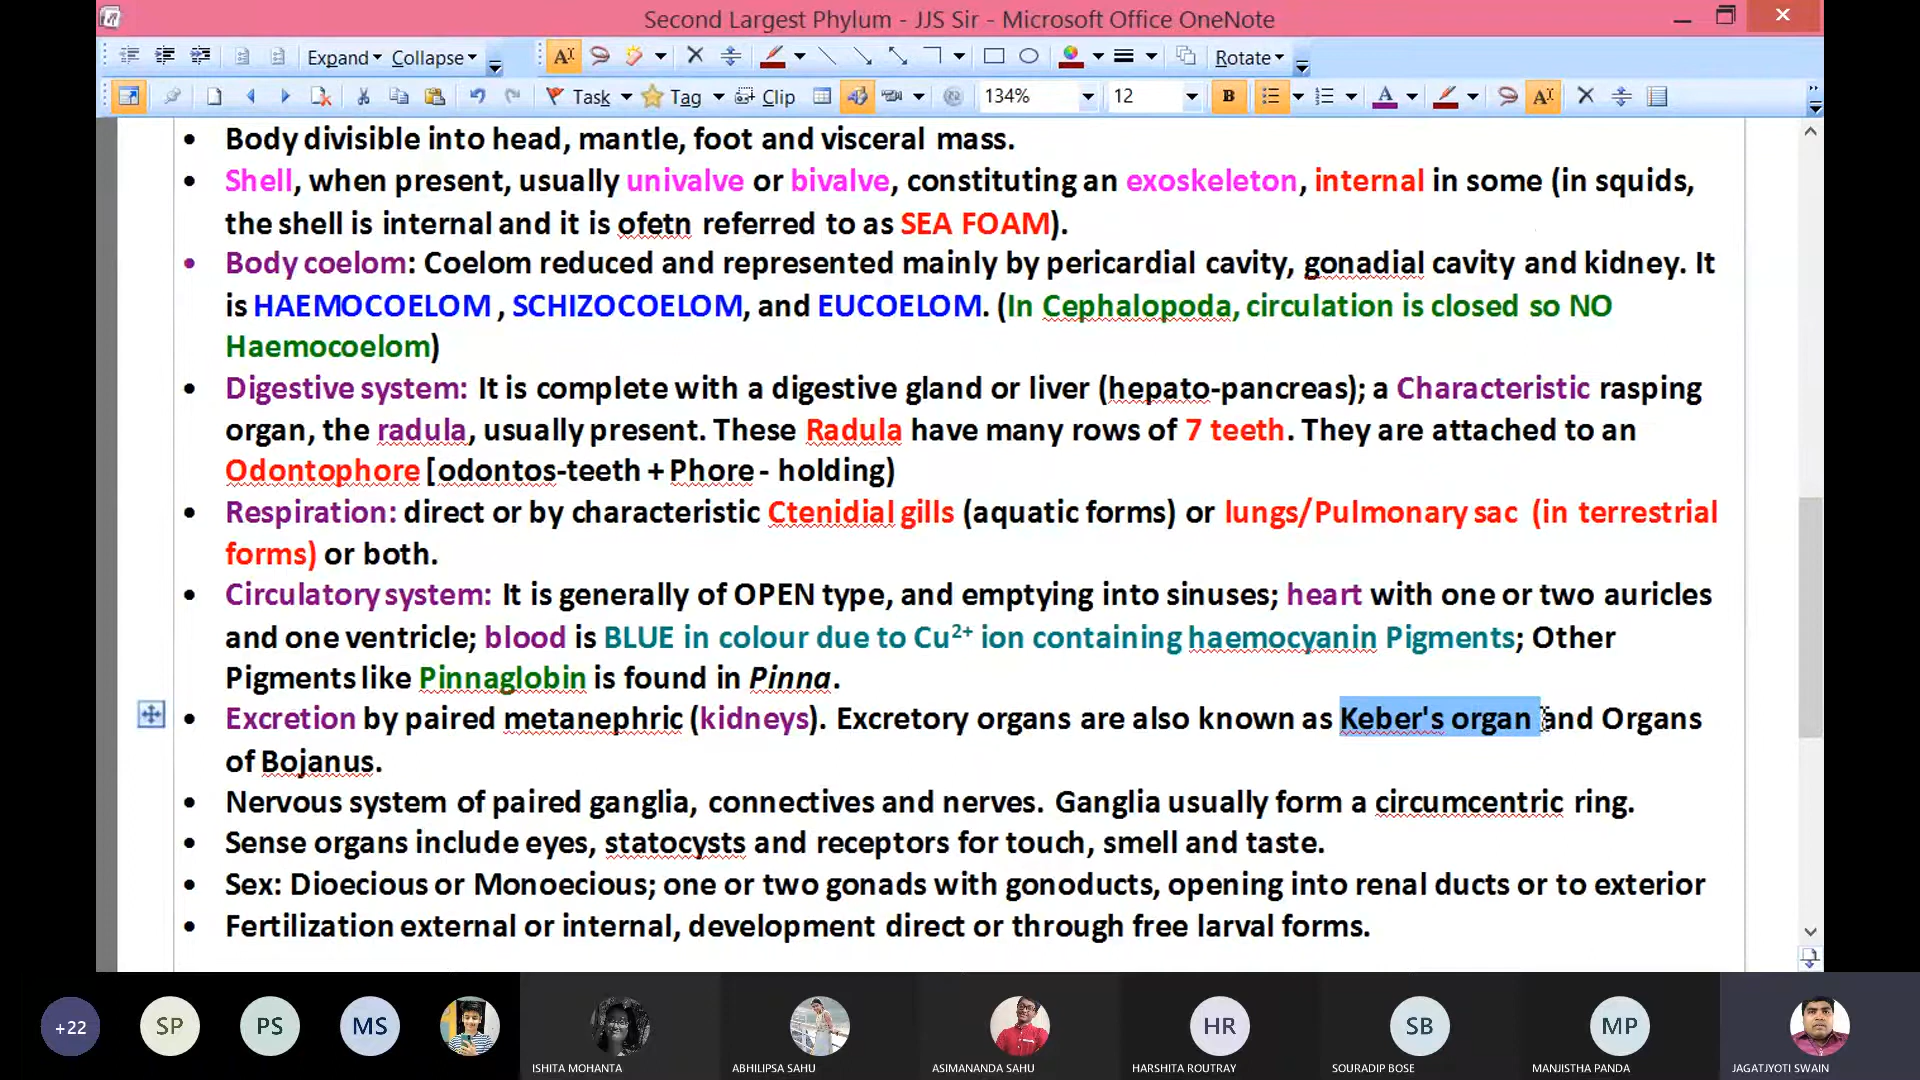 Second Largest Phylum - JJS Sir - Microsoft Office OneNote
Expand Collapse Rotate
Task Tag Clip 134% 12 B
• Body divisible into head, mantle, foot and visceral mass.
• Shell, when present, usually univalve or bivalve, constituting an exoskeleton, internal in some (in squids,
the shell is internal and it is ofetn referred to as SEA FOAM).
• Body coelom: Coelom reduced and represented mainly by pericardial cavity, gonadial cavity and kidney. It
is HAEMOCOELOM , SCHIZOCOELOM, and EUCOELOM. (In Cephalopoda, circulation is closed so NO
Haemocoelom)
• Digestive system: It is complete with a digestive gland or liver (hepato-pancreas); a Characteristic rasping
organ, the radula, usually present. These Radula have many rows of 7 teeth. They are attached to an
Odontophore [odontos-teeth + Phore - holding)
• Respiration: direct or by characteristic Ctenidial gills (aquatic forms) or lungs/Pulmonary sac (in terrestrial
forms) or both.
• Circulatory system: It is generally of OPEN type, and emptying into sinuses; heart with one or two auricles
and one ventricle; blood is BLUE in colour due to Cu²⁺ ion containing haemocyanin Pigments; Other
Pigments like Pinnaglobin is found in Pinna.
• Excretion by paired metanephric (kidneys). Excretory organs are also known as Keber's organ and Organs
of Bojanus.
• Nervous system of paired ganglia, connectives and nerves. Ganglia usually form a circumcentric ring.
• Sense organs include eyes, statocysts and receptors for touch, smell and taste.
• Sex: Dioecious or Monoecious; one or two gonads with gonoducts, opening into renal ducts or to exterior
• Fertilization external or internal, development direct or through free larval forms.
+22 SP PS MS HR SB MP
ISHITA MOHANTA ABHILIPSA SAHU ASIMANANDA SAHU HARSHITA ROUTRAY SOURADIP BOSE MANJISTHA PANDA JAGATJYOTI SWAIN